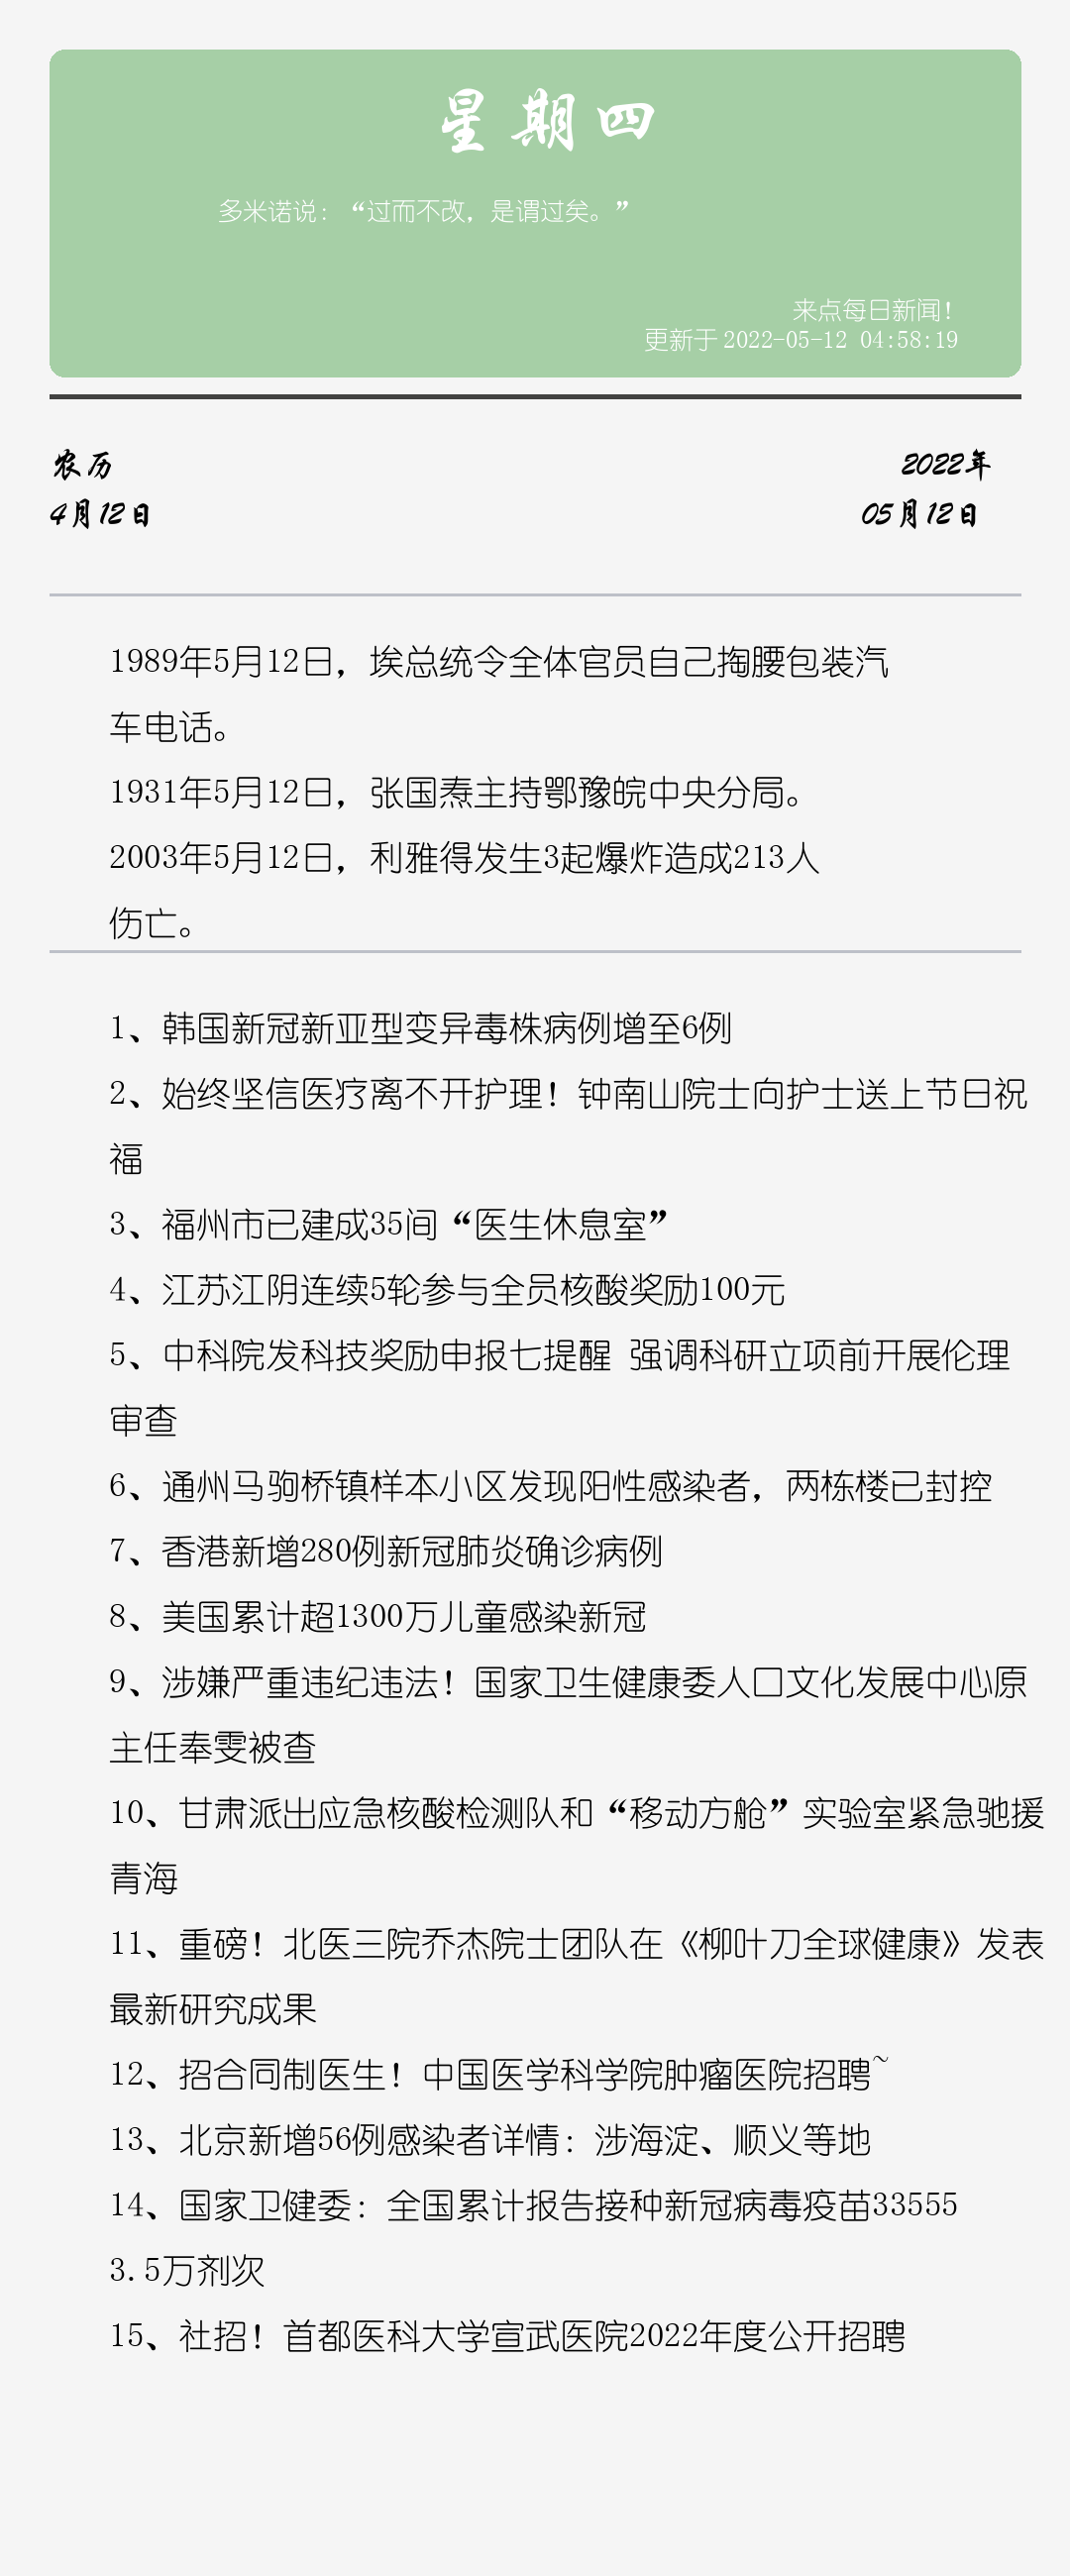 星期四
多米诺说：“过而不改，是谓过矣。”
来点每日新闻！
更新于 2022-05-12 04:58:19
农历
4月12日
2022年
05月12日
1989年5月12日，埃总统令全体官员自己掏腰包装汽
车电话。
1931年5月12日，张国焘主持鄂豫皖中央分局。
2003年5月12日，利雅得发生3起爆炸造成213人
伤亡。
1、韩国新冠新亚型变异毒株病例增至6例
2、始终坚信医疗离不开护理！钟南山院士向护士送上节日祝
福
3、福州市已建成35间“医生休息室”
4、江苏江阴连续5轮参与全员核酸奖励100元
5、中科院发科技奖励申报七提醒 强调科研立项前开展伦理
审查
6、通州马驹桥镇样本小区发现阳性感染者，两栋楼已封控
7、香港新增280例新冠肺炎确诊病例
8、美国累计超1300万儿童感染新冠
9、涉嫌严重违纪违法！国家卫生健康委人口文化发展中心原
主任奉雯被查
10、甘肃派出应急核酸检测队和“移动方舱”实验室紧急驰援
青海
11、重磅！北医三院乔杰院士团队在《柳叶刀全球健康》发表
最新研究成果
12、招合同制医生！中国医学科学院肿瘤医院招聘~
13、北京新增56例感染者详情：涉海淀、顺义等地
14、国家卫健委：全国累计报告接种新冠病毒疫苗33555
3.5万剂次
15、社招！首都医科大学宣武医院2022年度公开招聘